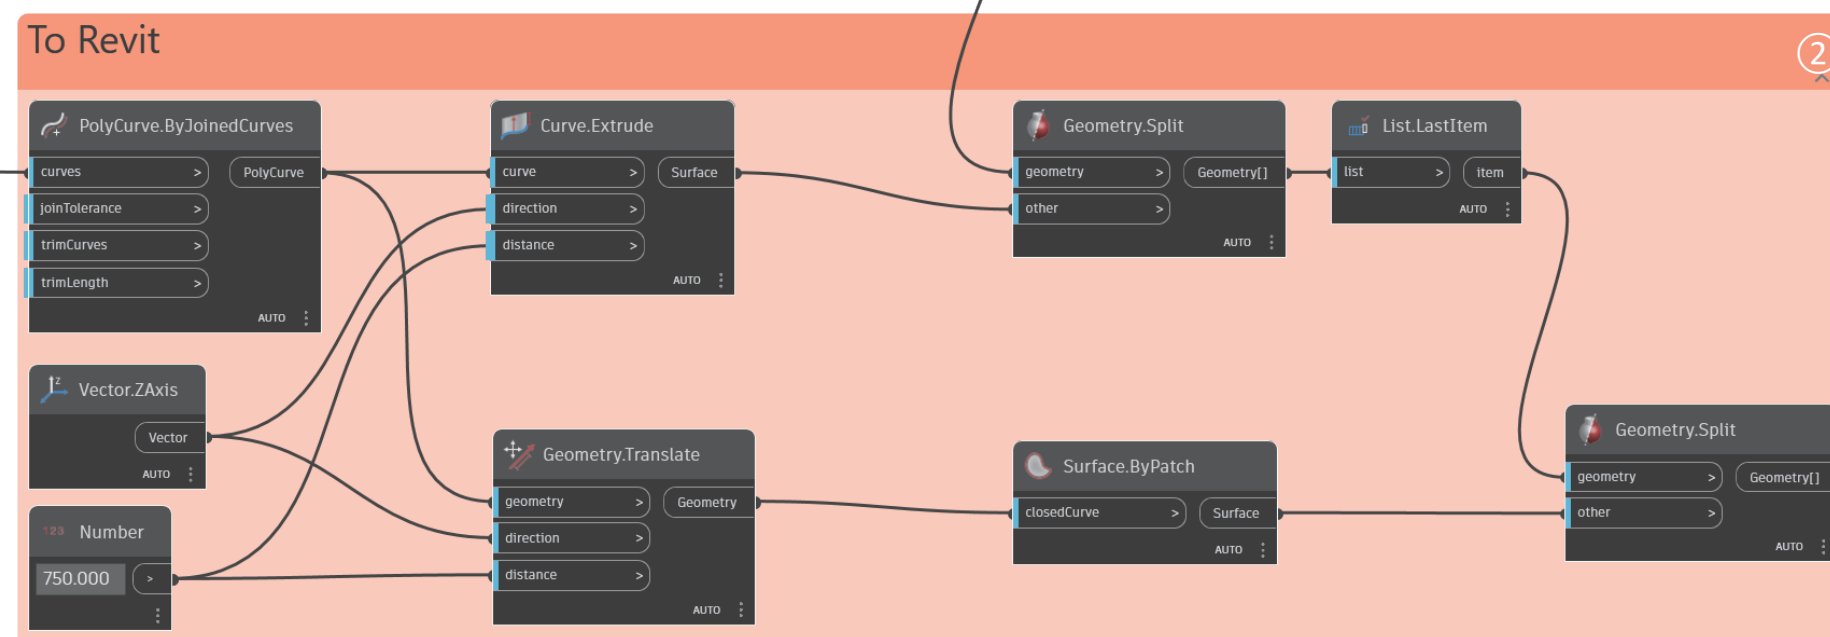 To Revit
2
PolyCurve.ByJoinedCurves
curves >
PolyCurve
joinTolerance >
trimCurves >
trimLength >
AUTO
Curve.Extrude
curve >
Surface
direction >
distance >
AUTO
Geometry.Split
geometry >
Geometry[]
other >
AUTO
List.LastItem
list >
item
AUTO
Z
Vector.ZAxis
Vector
AUTO
123
Number
750.000
>
Geometry.Translate
geometry >
Geometry
direction >
distance >
AUTO
Surface.ByPatch
closedCurve >
Surface
AUTO
Geometry.Split
geometry >
Geometry[]
other >
AUTO